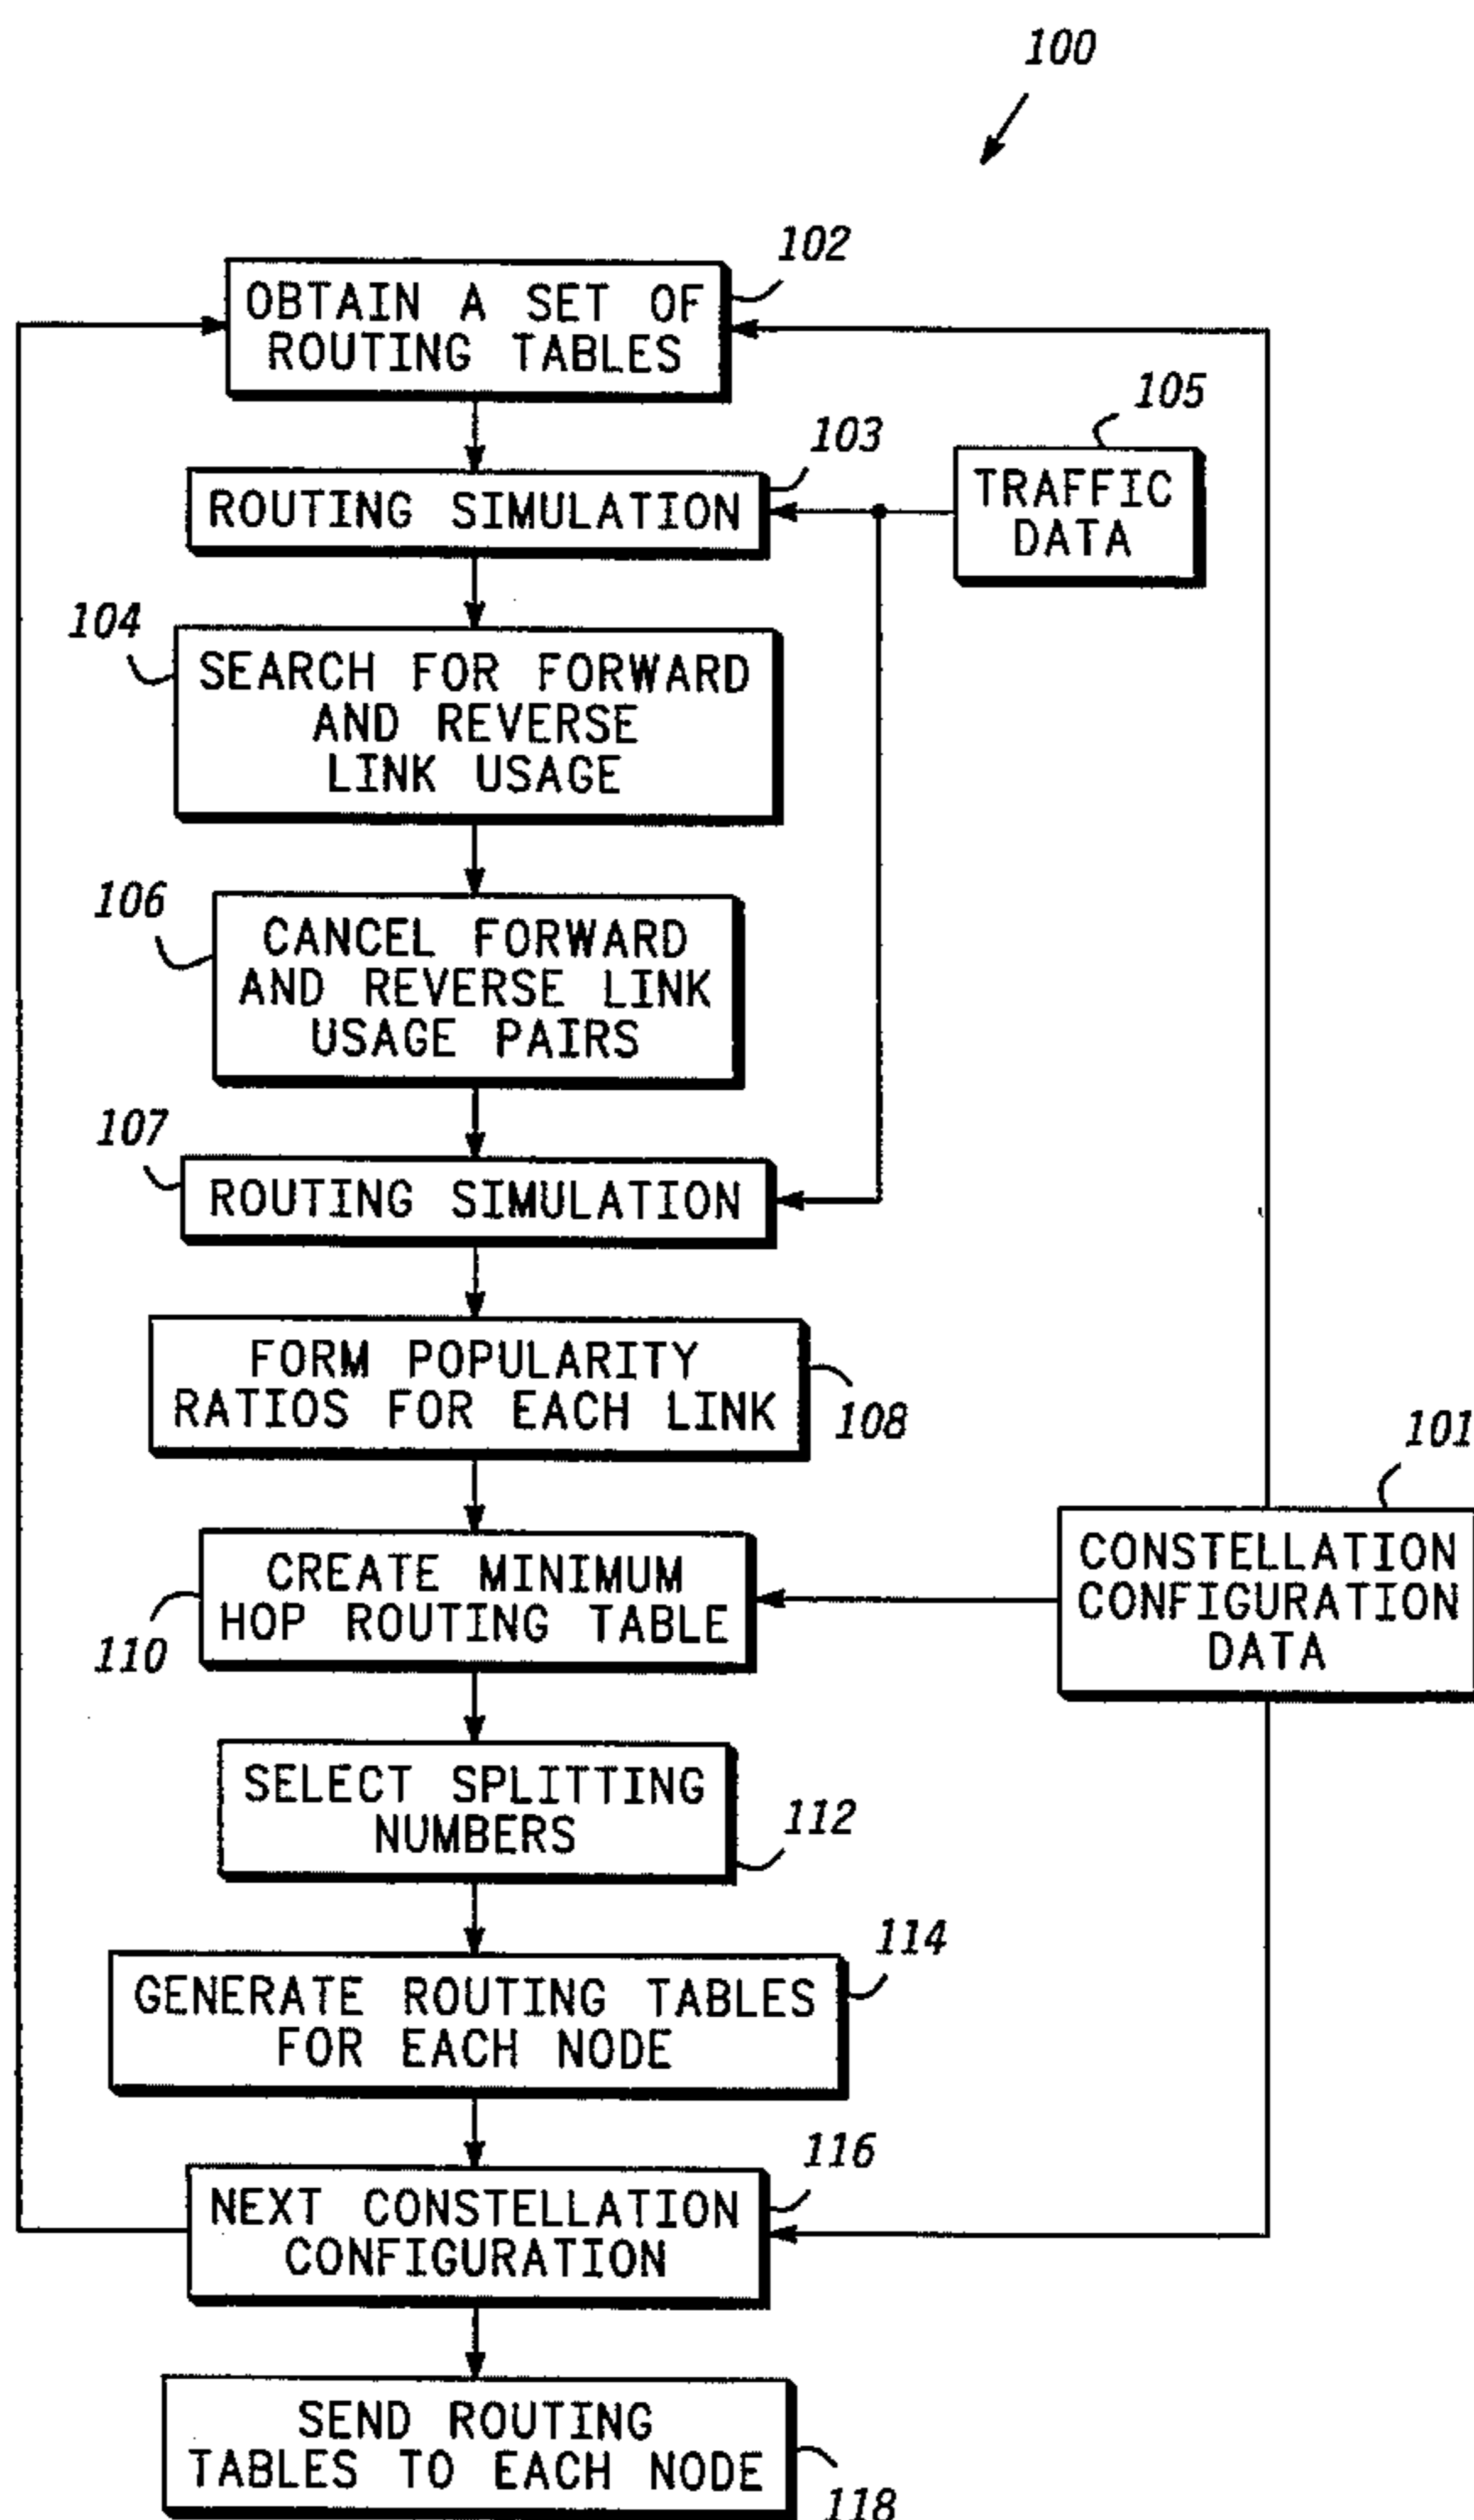 100
102
OBTAIN A SET OF
ROUTING TABLES
105
103
TRAFFIC
DATA
ROUTING SIMULATION
104
SEARCH FOR FORWARD
AND REVERSE
LINK USAGE
106
CANCEL FORWARD
AND REVERSE LINK
USAGE PAIRS
107
ROUTING SIMULATION
FORM POPULARITY
RATIOS FOR EACH LINK
108
101
CREATE MINIMUM
HOP ROUTING TABLE
110
CONSTELLATION
CONFIGURATION
DATA
SELECT SPLITTING
NUMBERS
112
114
GENERATE ROUTING TABLES
FOR EACH NODE
116
NEXT CONSTELLATION
CONFIGURATION
SEND ROUTING
TABLES TO EACH NODE
118